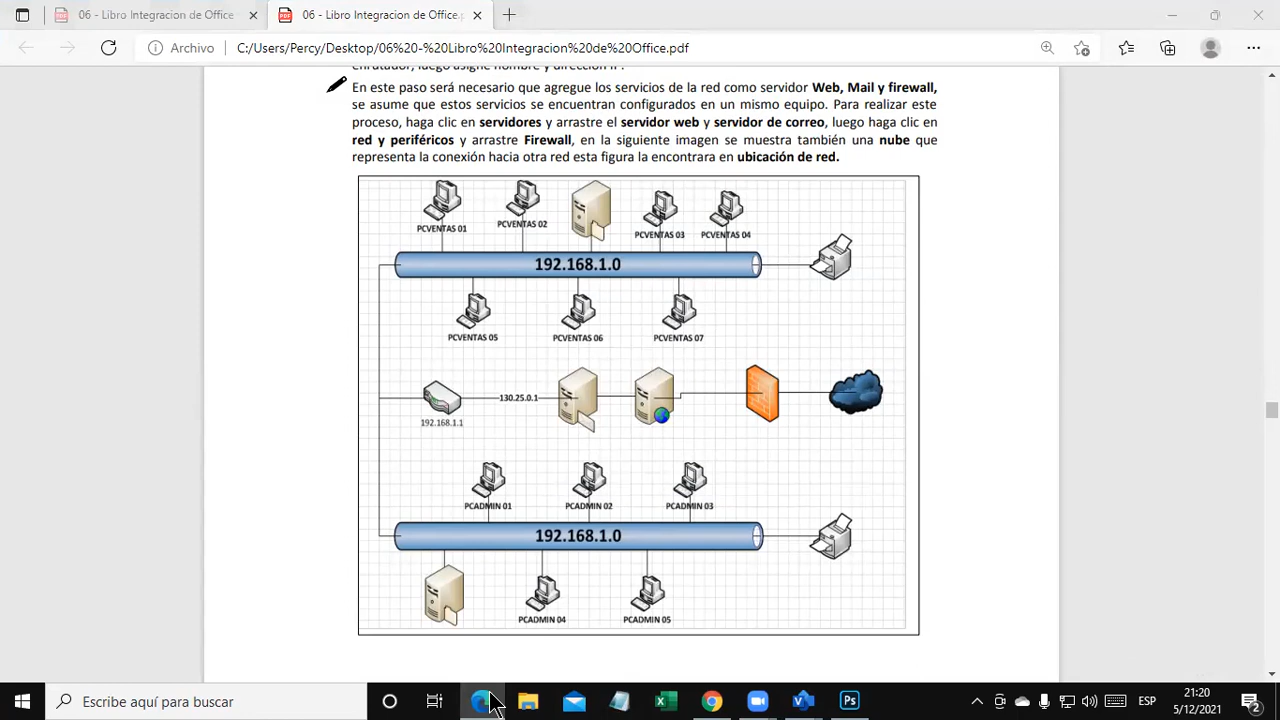 06 - Libro Integracion de Office
06 - Libro Integracion de Office.p
Archivo
C:/Users/Percy/Desktop/06%20-%20Libro%20Integracion%20de%20Office.pdf
enrutador, luego asigne nombre y dirección IP.
En este paso será necesario que agregue los servicios de la red como servidor Web, Mail y firewall,
se asume que estos servicios se encuentran configurados en un mismo equipo. Para realizar este
proceso, haga clic en servidores y arrastre el servidor web y servidor de correo, luego haga clic en
red y periféricos y arrastre Firewall, en la siguiente imagen se muestra también una nube que
representa la conexión hacia otra red esta figura la encontrara en ubicación de red.
PCVENTAS 01
PCVENTAS 02
PCVENTAS 03
PCVENTAS 04
192.168.1.0
PCVENTAS 05
PCVENTAS 06
PCVENTAS 07
130.25.0.1
192.168.1.1
PCADMIN 01
PCADMIN 02
PCADMIN 03
192.168.1.0
PCADMIN 04
PCADMIN 05
Escribe aquí para buscar
ESP
21:20
5/12/2021
2